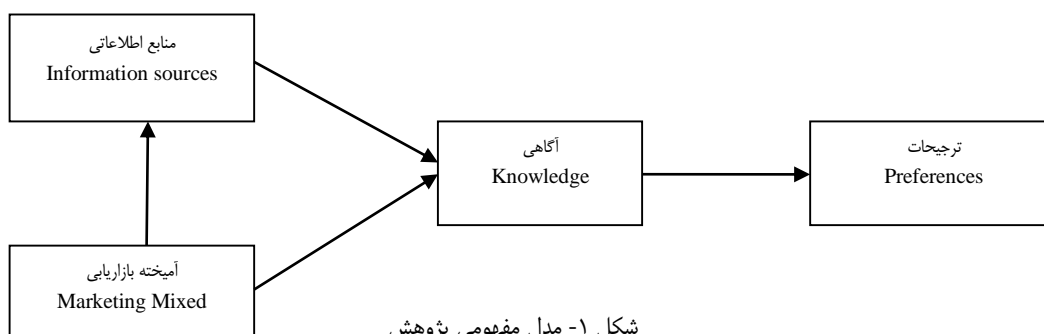 منابع اطلاعاتی
Information sources
آگاهی
Knowledge
ترجیحات
Preferences
آمیخته بازاریابی
Marketing Mixed
شکل ۱- مدل مفهومی پژوهش